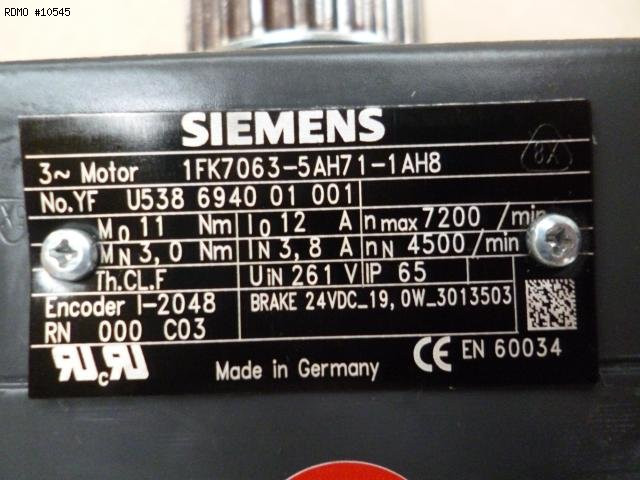 RDMO #10545
SIEMENS
3~ Motor 1FK7063-5AH71-1AH8
No.YF U538 6940 01 001
M0 11 Nm I0 12 A nmax 7200 /min
MN 3,0 Nm IN 3,8 A nN 4500 /min
Th.CL.F UIN 261 V IP 65
Encoder I-2048 BRAKE 24VDC_19,0W_3013503
RN 000 C03
CE EN 60034
Made in Germany